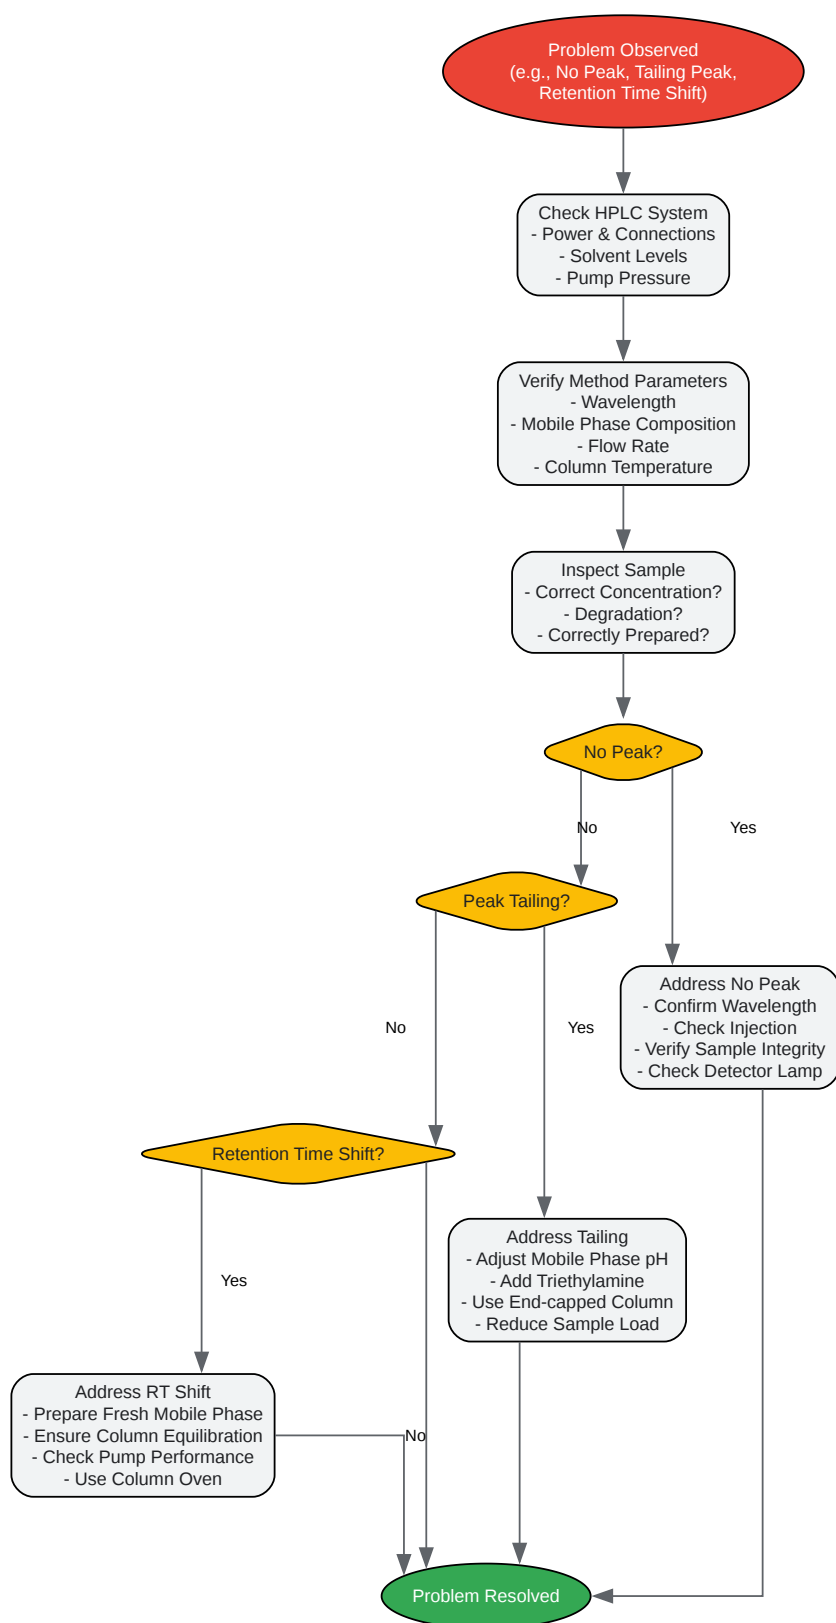 Problem Observed
(e.g., No Peak, Tailing Peak,
Retention Time Shift)
Check HPLC System
- Power & Connections
- Solvent Levels
- Pump Pressure
Verify Method Parameters
- Wavelength
- Mobile Phase Composition
- Flow Rate
- Column Temperature
Inspect Sample
- Correct Concentration?
- Degradation?
- Correctly Prepared?
No Peak?
No
Yes
Peak Tailing?
Address No Peak
- Confirm Wavelength
- Check Injection
- Verify Sample Integrity
- Check Detector Lamp
No
Yes
Retention Time Shift?
Address Tailing
- Adjust Mobile Phase pH
- Add Triethylamine
- Use End-capped Column
- Reduce Sample Load
Yes
Address RT Shift
- Prepare Fresh Mobile Phase
- Ensure Column Equilibration
- Check Pump Performance
- Use Column Oven
No
Problem Resolved